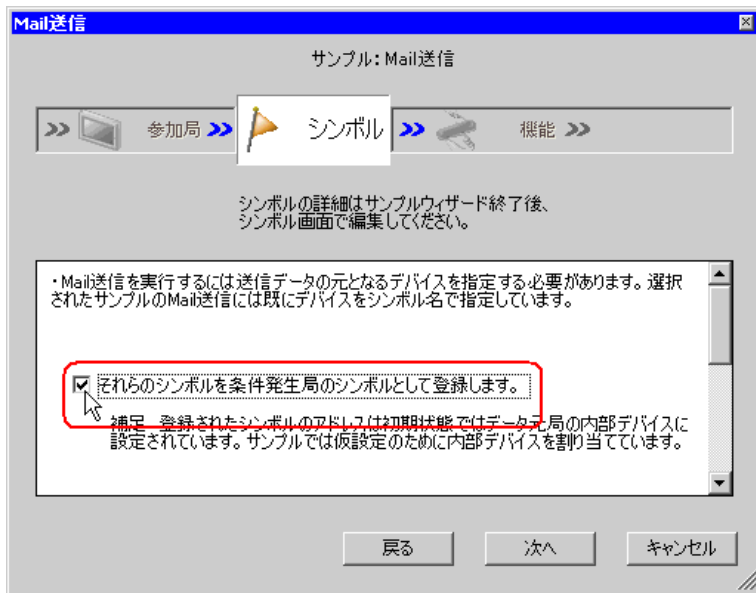 Mail送信
サンプル：Mail送信
参加局
シンボル
機能
シンボルの詳細はサンプルウィザード終了後、
シンボル画面で編集してください。
・Mail送信を実行するには送信データの元となるデバイスを指定する必要があります。選択
されたサンプルのMail送信には既にデバイスをシンボル名で指定しています。
それらのシンボルを条件発生局のシンボルとして登録します。
補足 登録されたシンボルのアドレスは初期状態ではデータ元局の内部デバイスに
設定されています。サンプルでは仮設定のために内部デバイスを割り当てています。
戻る
次へ
キャンセル